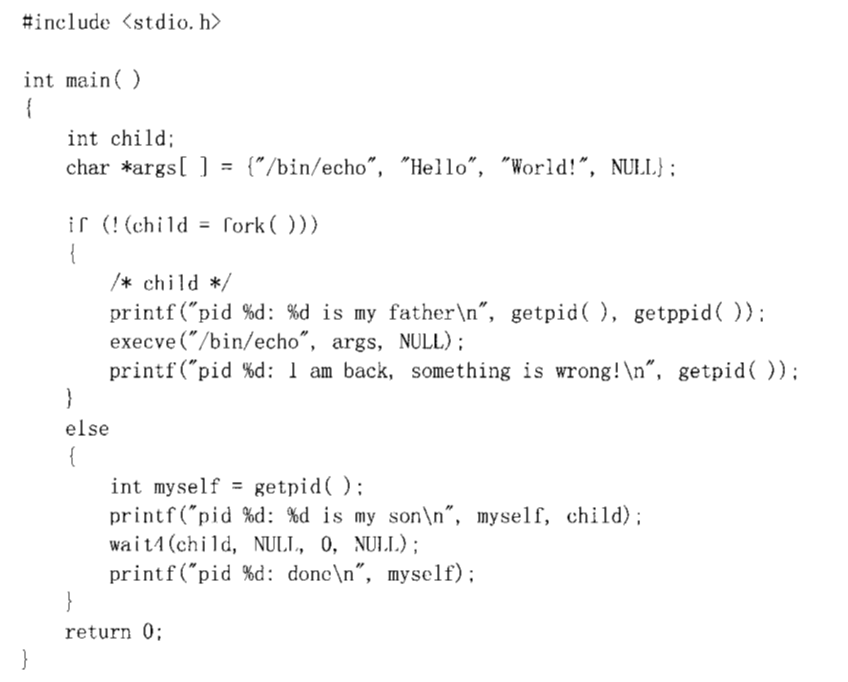 #include <stdio.h>
int main( )
{
int child;
char *args[ ] = {"/bin/echo", "Hello", "World!", NULL};
if (!(child = fork( )))
{
/* child */
printf("pid %d: %d is my father\n", getpid( ), getppid( ));
execve("/bin/echo", args, NULL);
printf("pid %d: I am back, something is wrong!\n", getpid( ));
}
else
{
int myself = getpid( );
printf("pid %d: %d is my son\n", myself, child);
wait4(child, NULL, 0, NULL);
printf("pid %d: done\n", myself);
}
return 0;
}